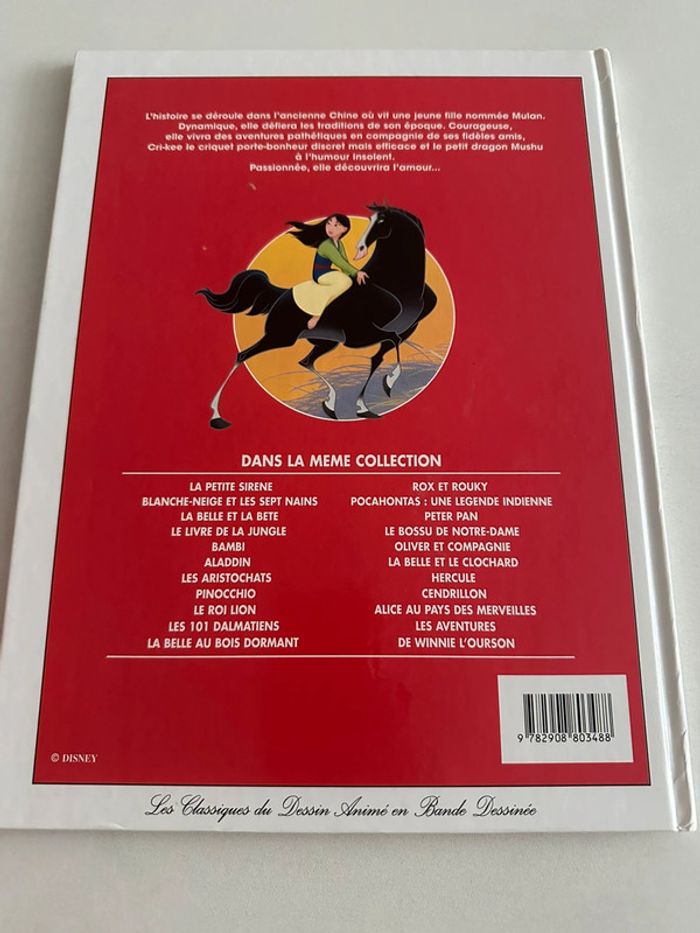 L'histoire se déroule dans l'ancienne Chine où vit une jeune fille nommée Mulan.
Dynamique, elle défiera les traditions de son époque. Courageuse,
elle vivra des aventures pathétiques en compagnie de ses fidèles amis,
Cri-kee le criquet porte-bonheur discret mais efficace et le petit dragon Mushu
à l'humour insolent.
Passionnée, elle découvrira l'amour...
DANS LA MEME COLLECTION
LA PETITE SIRENE
BLANCHE-NEIGE ET LES SEPT NAINS
LA BELLE ET LA BETE
LE LIVRE DE LA JUNGLE
BAMBI
ALADDIN
LES ARISTOCHATS
PINOCCHIO
LE ROI LION
LES 101 DALMATIENS
LA BELLE AU BOIS DORMANT
ROX ET ROUKY
POCAHONTAS : UNE LEGENDE INDIENNE
PETER PAN
LE BOSSU DE NOTRE-DAME
OLIVER ET COMPAGNIE
LA BELLE ET LE CLOCHARD
HERCULE
CENDRILLON
ALICE AU PAYS DES MERVEILLES
LES AVENTURES
DE WINNIE L'OURSON
9 782908 803488
© DISNEY
Les Classiques du Dessin Animé en Bande Dessinée